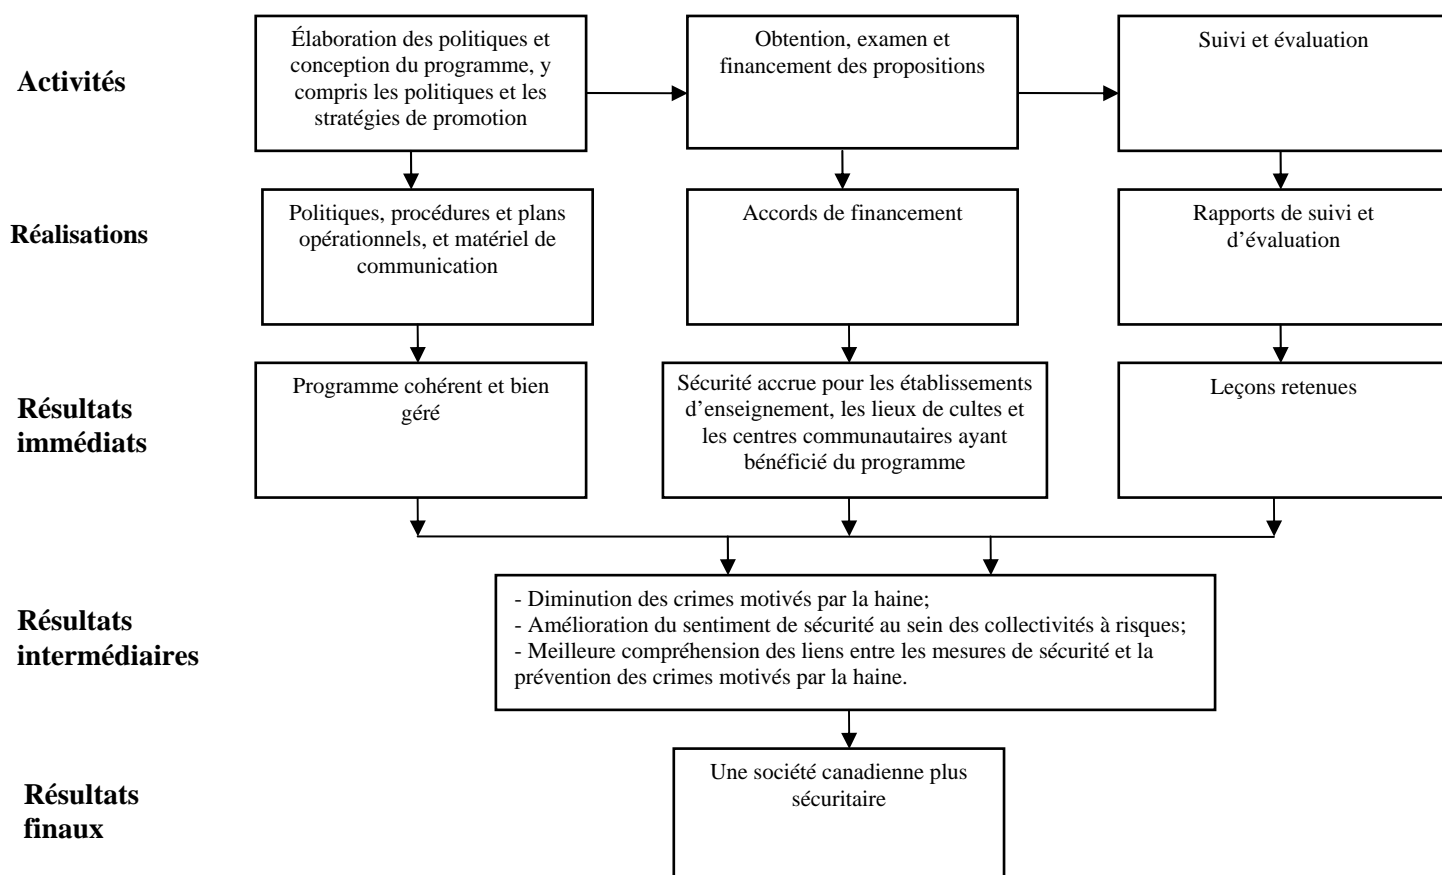 Activités
Élaboration des politiques et
conception du programme, y
compris les politiques et les
stratégies de promotion
Obtention, examen et
financement des propositions
Suivi et évaluation
Réalisations
Politiques, procédures et plans
opérationnels, et matériel de
communication
Accords de financement
Rapports de suivi et
d’évaluation
Résultats
immédiats
Programme cohérent et bien
géré
Sécurité accrue pour les établissements
d’enseignement, les lieux de cultes et
les centres communautaires ayant
bénéficié du programme
Leçons retenues
Résultats
intermédiaires
- Diminution des crimes motivés par la haine;
- Amélioration du sentiment de sécurité au sein des collectivités à risques;
- Meilleure compréhension des liens entre les mesures de sécurité et la
prévention des crimes motivés par la haine.
Résultats
finaux
Une société canadienne plus
sécuritaire